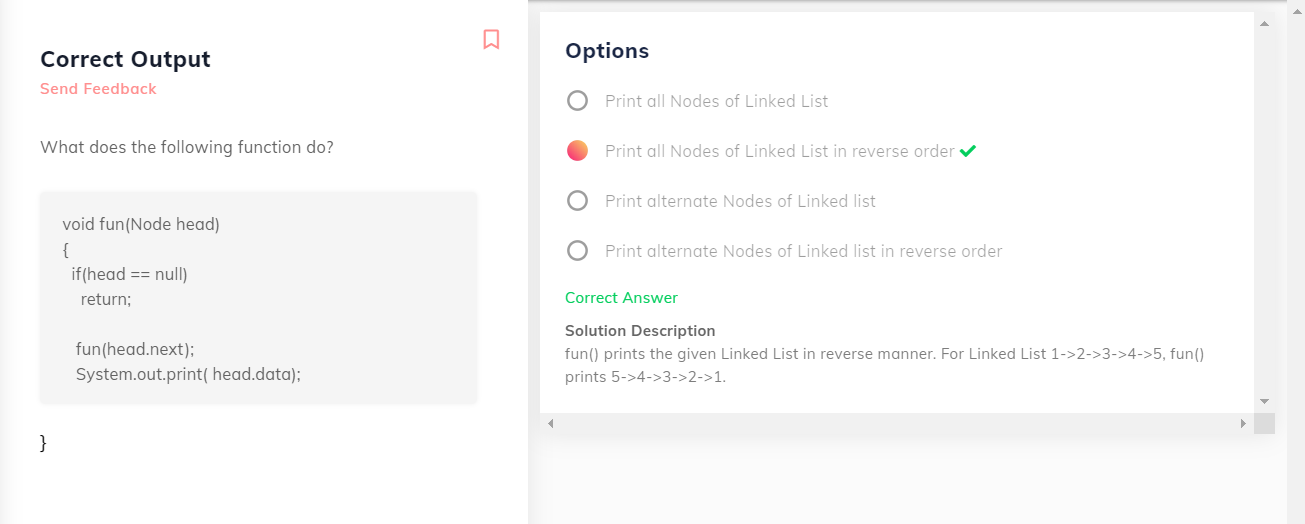 Correct Output
Send Feedback
What does the following function do?
void fun(Node head)
{
if(head == null)
return;
fun(head.next);
System.out.print( head.data);
}
Options
Print all Nodes of Linked List
Print all Nodes of Linked List in reverse order
Print alternate Nodes of Linked list
Print alternate Nodes of Linked list in reverse order
Correct Answer
Solution Description
fun() prints the given Linked List in reverse manner. For Linked List 1->2->3->4->5, fun()
prints 5->4->3->2->1.